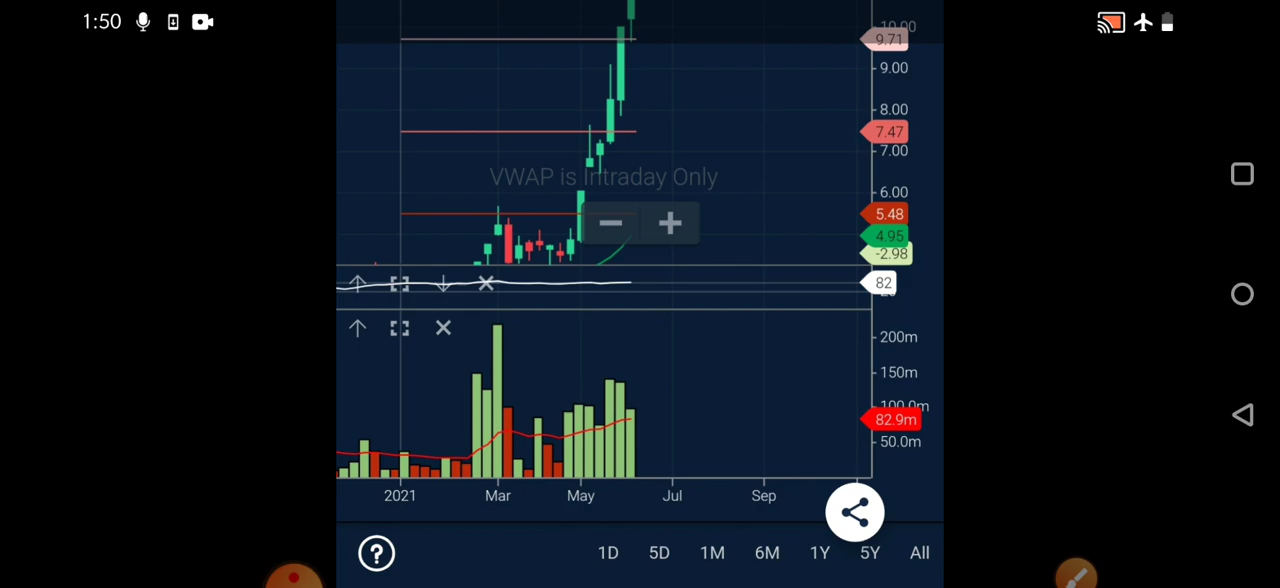 1:50
10.00
9.71
9.00
8.00
7.47
7.00
VWAP is Intraday Only
6.00
5.48
4.95
-2.98
82
200m
150m
100.0m
82.9m
50.0m
2021 Mar May Jul Sep
? 1D 5D 1M 6M 1Y 5Y All